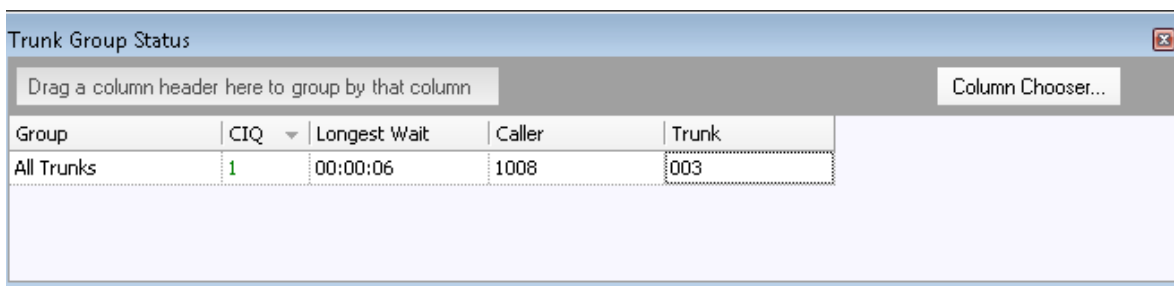 Trunk Group Status
Drag a column header here to group by that column Column Chooser...
Group CIQ Longest Wait Caller Trunk
All Trunks 1 00:00:06 1008 003